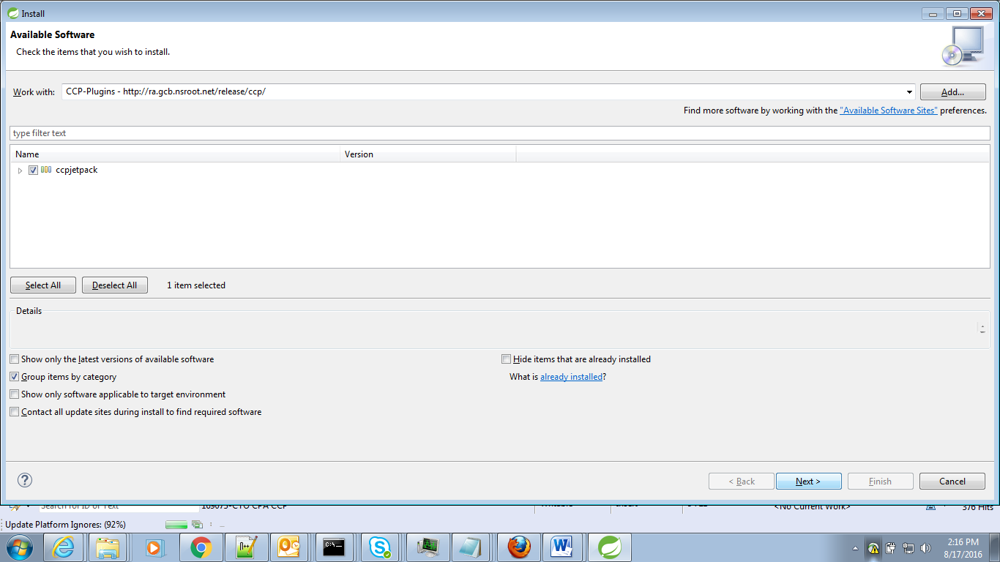 Install
Available Software
Check the items that you wish to install.
Work with: CCP-Plugins - http://ra.gcb.nsroot.net/release/ccp/ Add...
Find more software by working with the "Available Software Sites" preferences.
type filter text
Name Version
ccpjetpack
Select All Deselect All 1 item selected
Details
Show only the latest versions of available software Hide items that are already installed
Group items by category What is already installed?
Show only software applicable to target environment
Contact all update sites during install to find required software
< Back Next > Finish Cancel
Search for ID or Text 169075-CTO CPA CCP Writable Insert <No Current Work> 376 Hits
Update Platform Ignores: (92%)
C:\
W
2:16 PM
8/17/2016